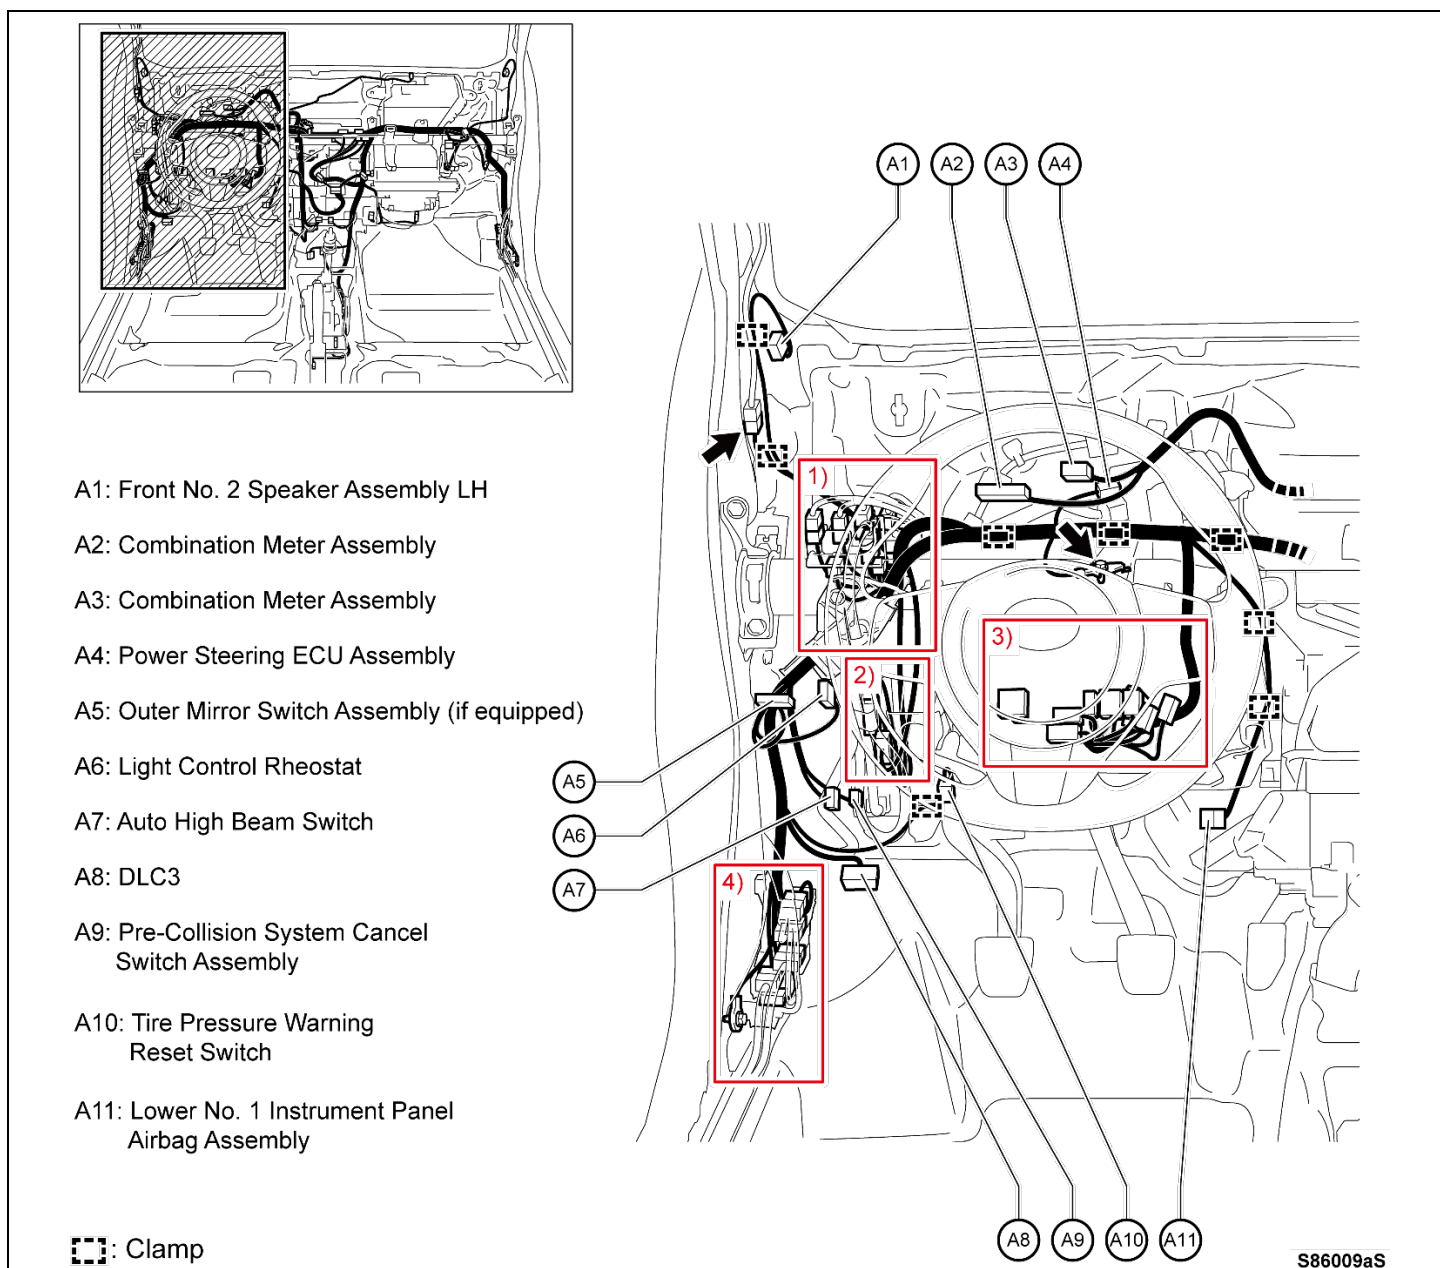 A1 A2 A3 A4
1)
2)
3)
4)
A1: Front No. 2 Speaker Assembly LH
A2: Combination Meter Assembly
A3: Combination Meter Assembly
A4: Power Steering ECU Assembly
A5: Outer Mirror Switch Assembly (if equipped)
A6: Light Control Rheostat
A7: Auto High Beam Switch
A8: DLC3
A9: Pre-Collision System Cancel
Switch Assembly
A10: Tire Pressure Warning
Reset Switch
A11: Lower No. 1 Instrument Panel
Airbag Assembly
A5
A6
A7
A8 A9 A10 A11
: Clamp
S86009aS